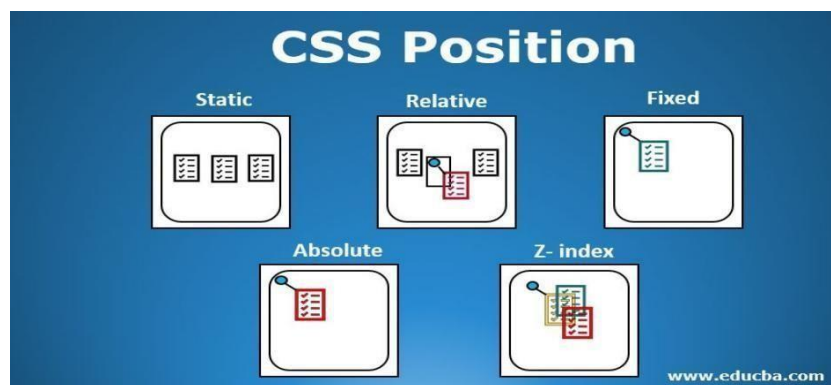 CSS Position
Static Relative Fixed
Absolute Z- index
www.educba.com